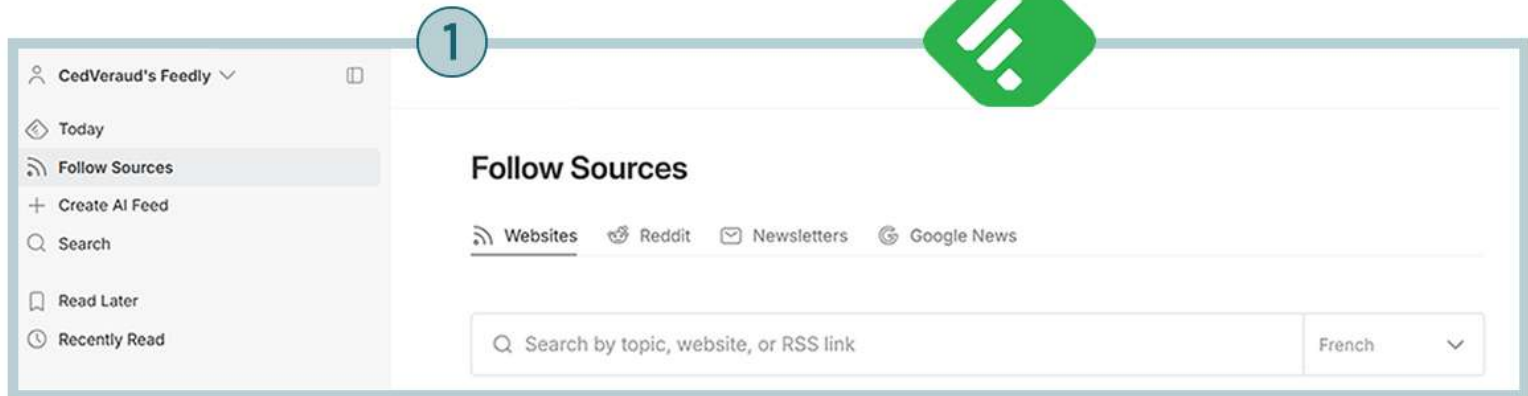 1
CedVeraud's Feedly
Today
Follow Sources
Create AI Feed
Search
Read Later
Recently Read
Follow Sources
Websites Reddit Newsletters Google News
Search by topic, website, or RSS link French